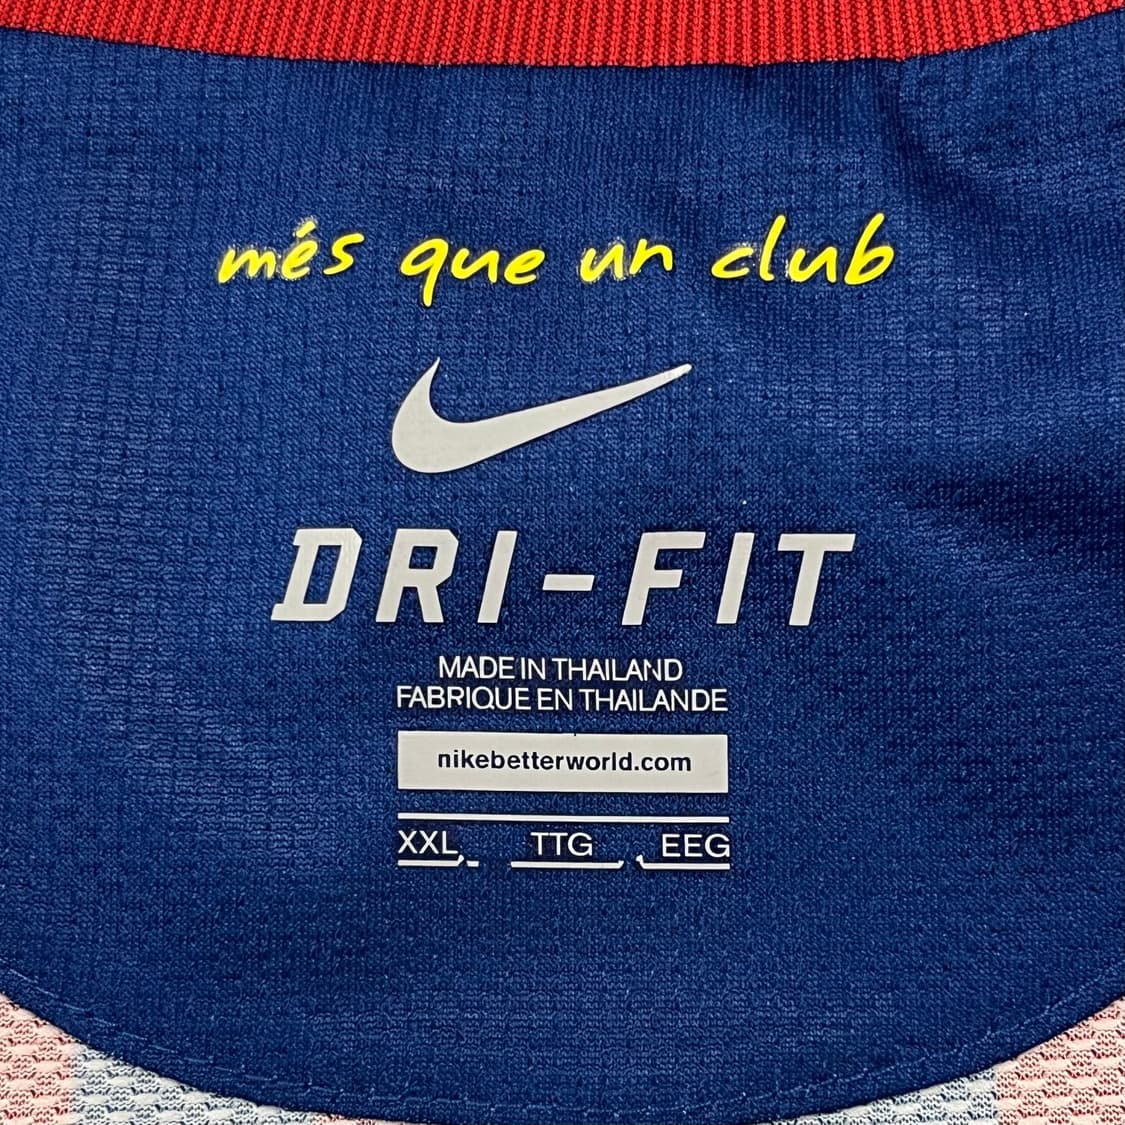 més que un club
DRI-FIT
MADE IN THAILAND
FABRIQUE EN THAILANDE
nikebetterworld.com
XXL TTG EEG